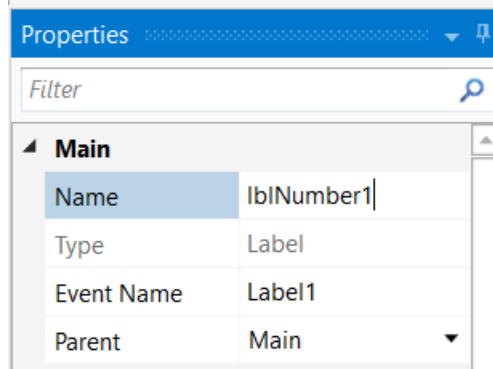 Properties
Filter
Main
Name lblNumber1
Type Label
Event Name Label1
Parent Main